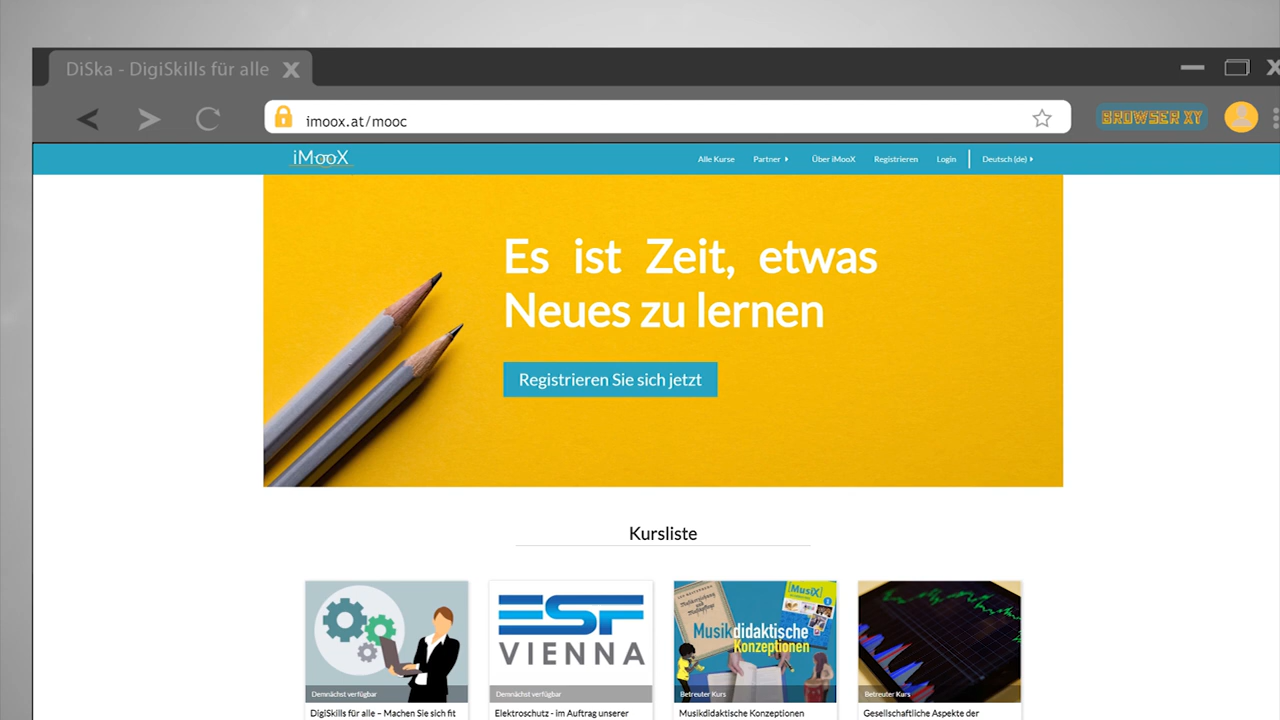 DiSka - DigiSkills für alle
imoox.at/mooc
BROWSER XY
iMooX
Alle Kurse Partner Über iMooX Registrieren Login Deutsch (de)
Es ist Zeit, etwas
Neues zu lernen
Registrieren Sie sich jetzt
Kursliste
ESF
VIENNA
MusiX
Musikdidaktische
Konzeptionen
Demnächst verfügbar
Demnächst verfügbar
Betreuter Kurs
Betreuter Kurs
DigiSkills für alle – Machen Sie sich fit
Elektroschutz - im Auftrag unserer
Musikdidaktische Konzeptionen
Gesellschaftliche Aspekte der